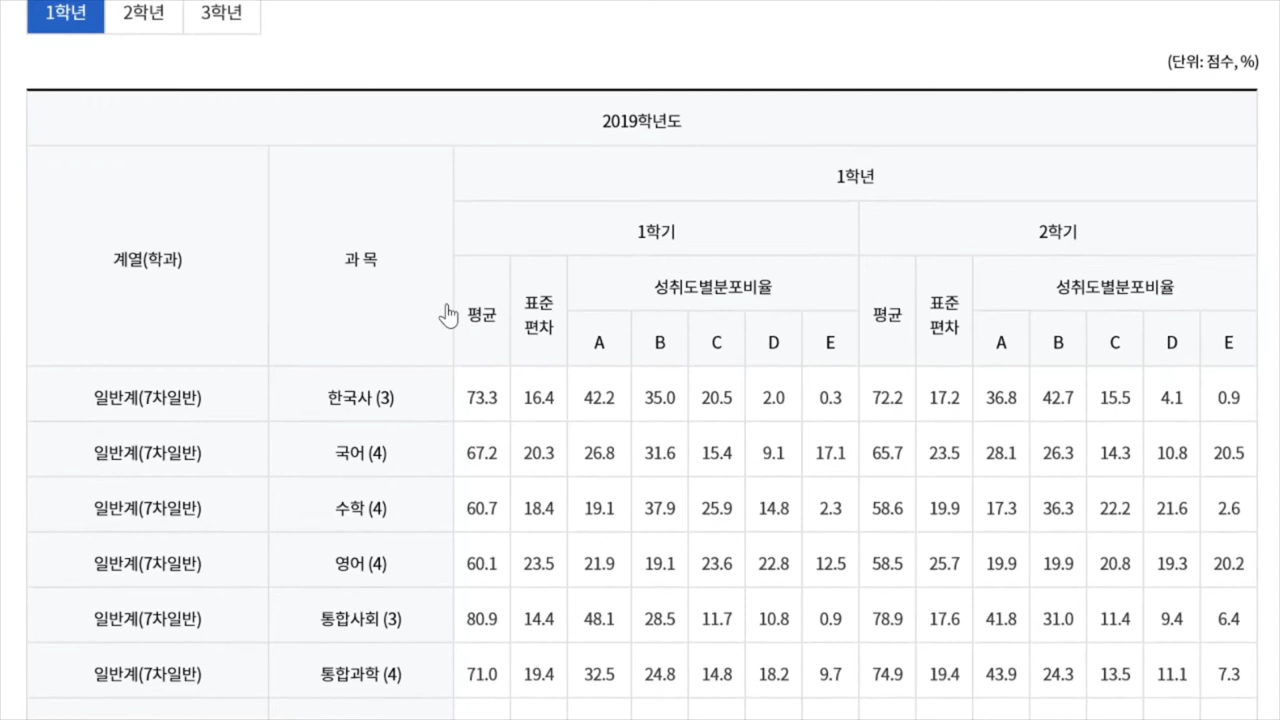 1학년 2학년 3학년
(단위: 점수, %)
2019학년도
계열(학과) 과 목 1학년
1학기 2학기
평균 표준편차 성취도별분포비율 평균 표준편차 성취도별분포비율
A B C D E A B C D E
일반계(7차일반) 한국사 (3) 73.3 16.4 42.2 35.0 20.5 2.0 0.3 72.2 17.2 36.8 42.7 15.5 4.1 0.9
일반계(7차일반) 국어 (4) 67.2 20.3 26.8 31.6 15.4 9.1 17.1 65.7 23.5 28.1 26.3 14.3 10.8 20.5
일반계(7차일반) 수학 (4) 60.7 18.4 19.1 37.9 25.9 14.8 2.3 58.6 19.9 17.3 36.3 22.2 21.6 2.6
일반계(7차일반) 영어 (4) 60.1 23.5 21.9 19.1 23.6 22.8 12.5 58.5 25.7 19.9 19.9 20.8 19.3 20.2
일반계(7차일반) 통합사회 (3) 80.9 14.4 48.1 28.5 11.7 10.8 0.9 78.9 17.6 41.8 31.0 11.4 9.4 6.4
일반계(7차일반) 통합과학 (4) 71.0 19.4 32.5 24.8 14.8 18.2 9.7 74.9 19.4 43.9 24.3 13.5 11.1 7.3